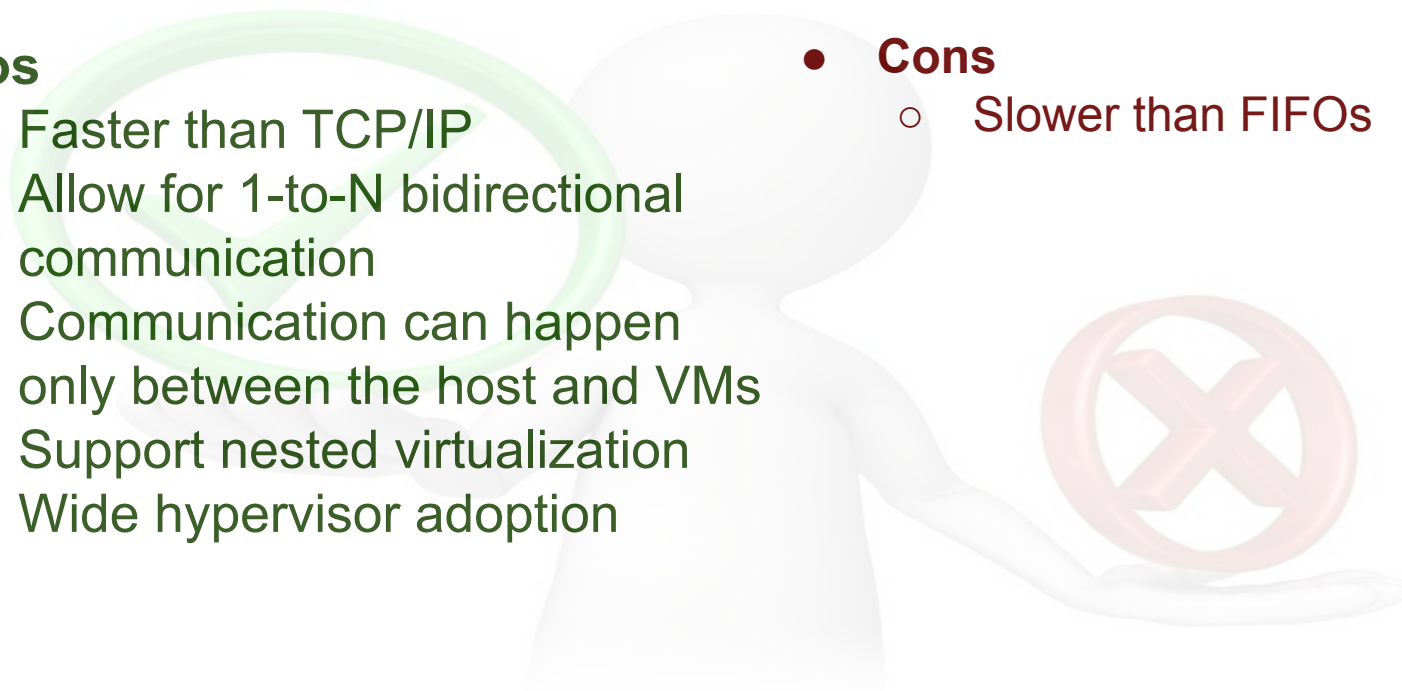 os
Faster than TCP/IP
Allow for 1-to-N bidirectional
communication
Communication can happen
only between the host and VMs
Support nested virtualization
Wide hypervisor adoption
● Cons
○ Slower than FIFOs